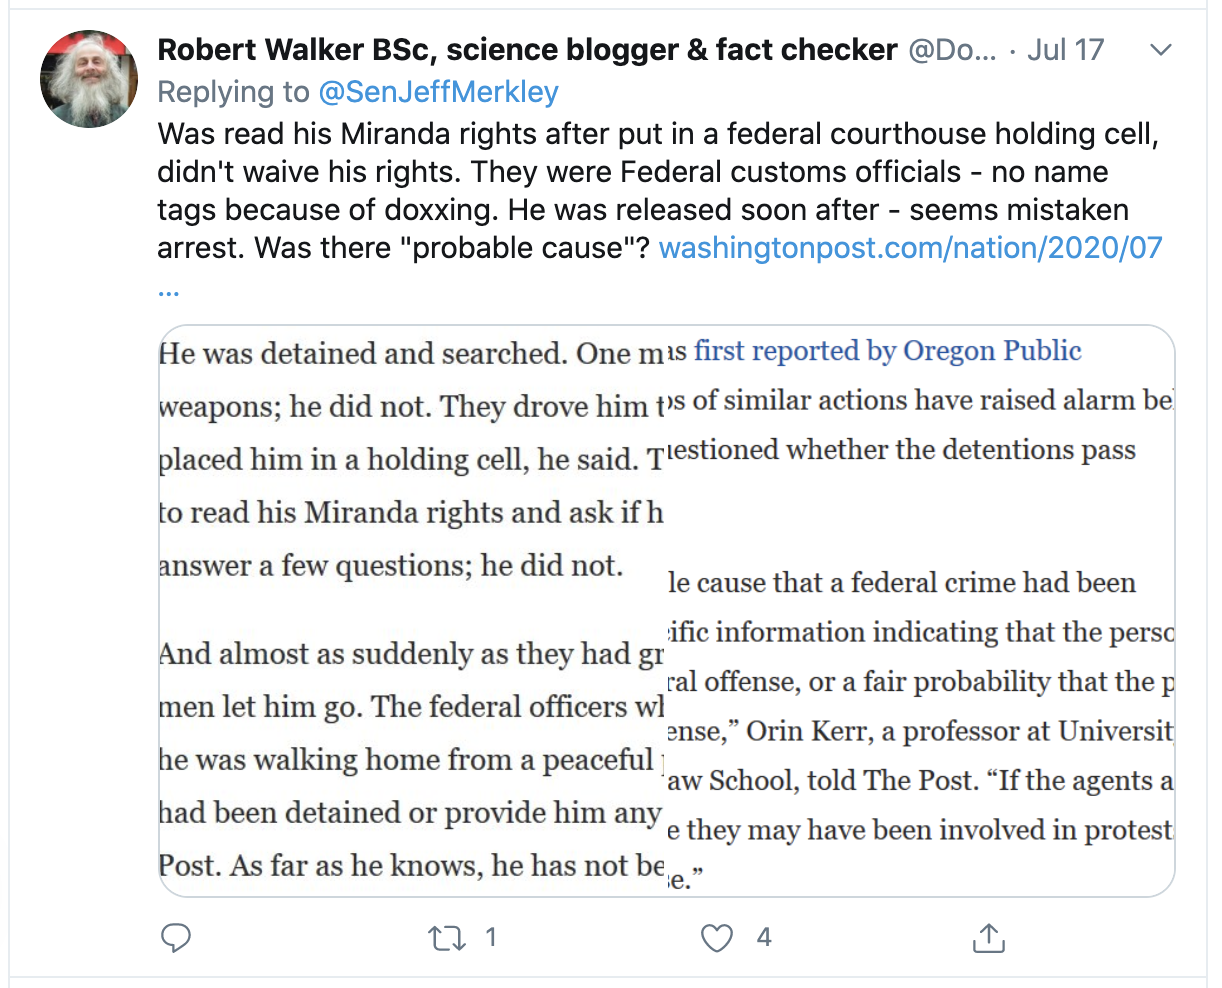 Robert Walker BSc, science blogger & fact checker @Do... · Jul 17
Replying to @SenJeffMerkley
Was read his Miranda rights after put in a federal courthouse holding cell,
didn't waive his rights. They were Federal customs officials - no name
tags because of doxxing. He was released soon after - seems mistaken
arrest. Was there "probable cause"? washingtonpost.com/nation/2020/07
...
He was detained and searched. One m
weapons; he did not. They drove him t
placed him in a holding cell, he said. T
to read his Miranda rights and ask if h
answer a few questions; he did not.
And almost as suddenly as they had gr
men let him go. The federal officers wh
he was walking home from a peaceful
had been detained or provide him any
Post. As far as he knows, he has not be
as first reported by Oregon Public
os of similar actions have raised alarm be
uestioned whether the detentions pass
le cause that a federal crime had been
cific information indicating that the perso
ral offense, or a fair probability that the p
ense,” Orin Kerr, a professor at Universit
aw School, told The Post. “If the agents a
e they may have been involved in protest
se.”
1
4